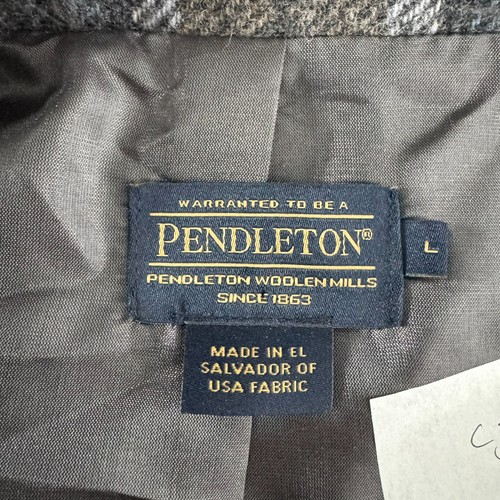 WARRANTED TO BE A
PENDLETON®
PENDLETON WOOLEN MILLS
SINCE 1863
L
MADE IN EL
SALVADOR OF
USA FABRIC